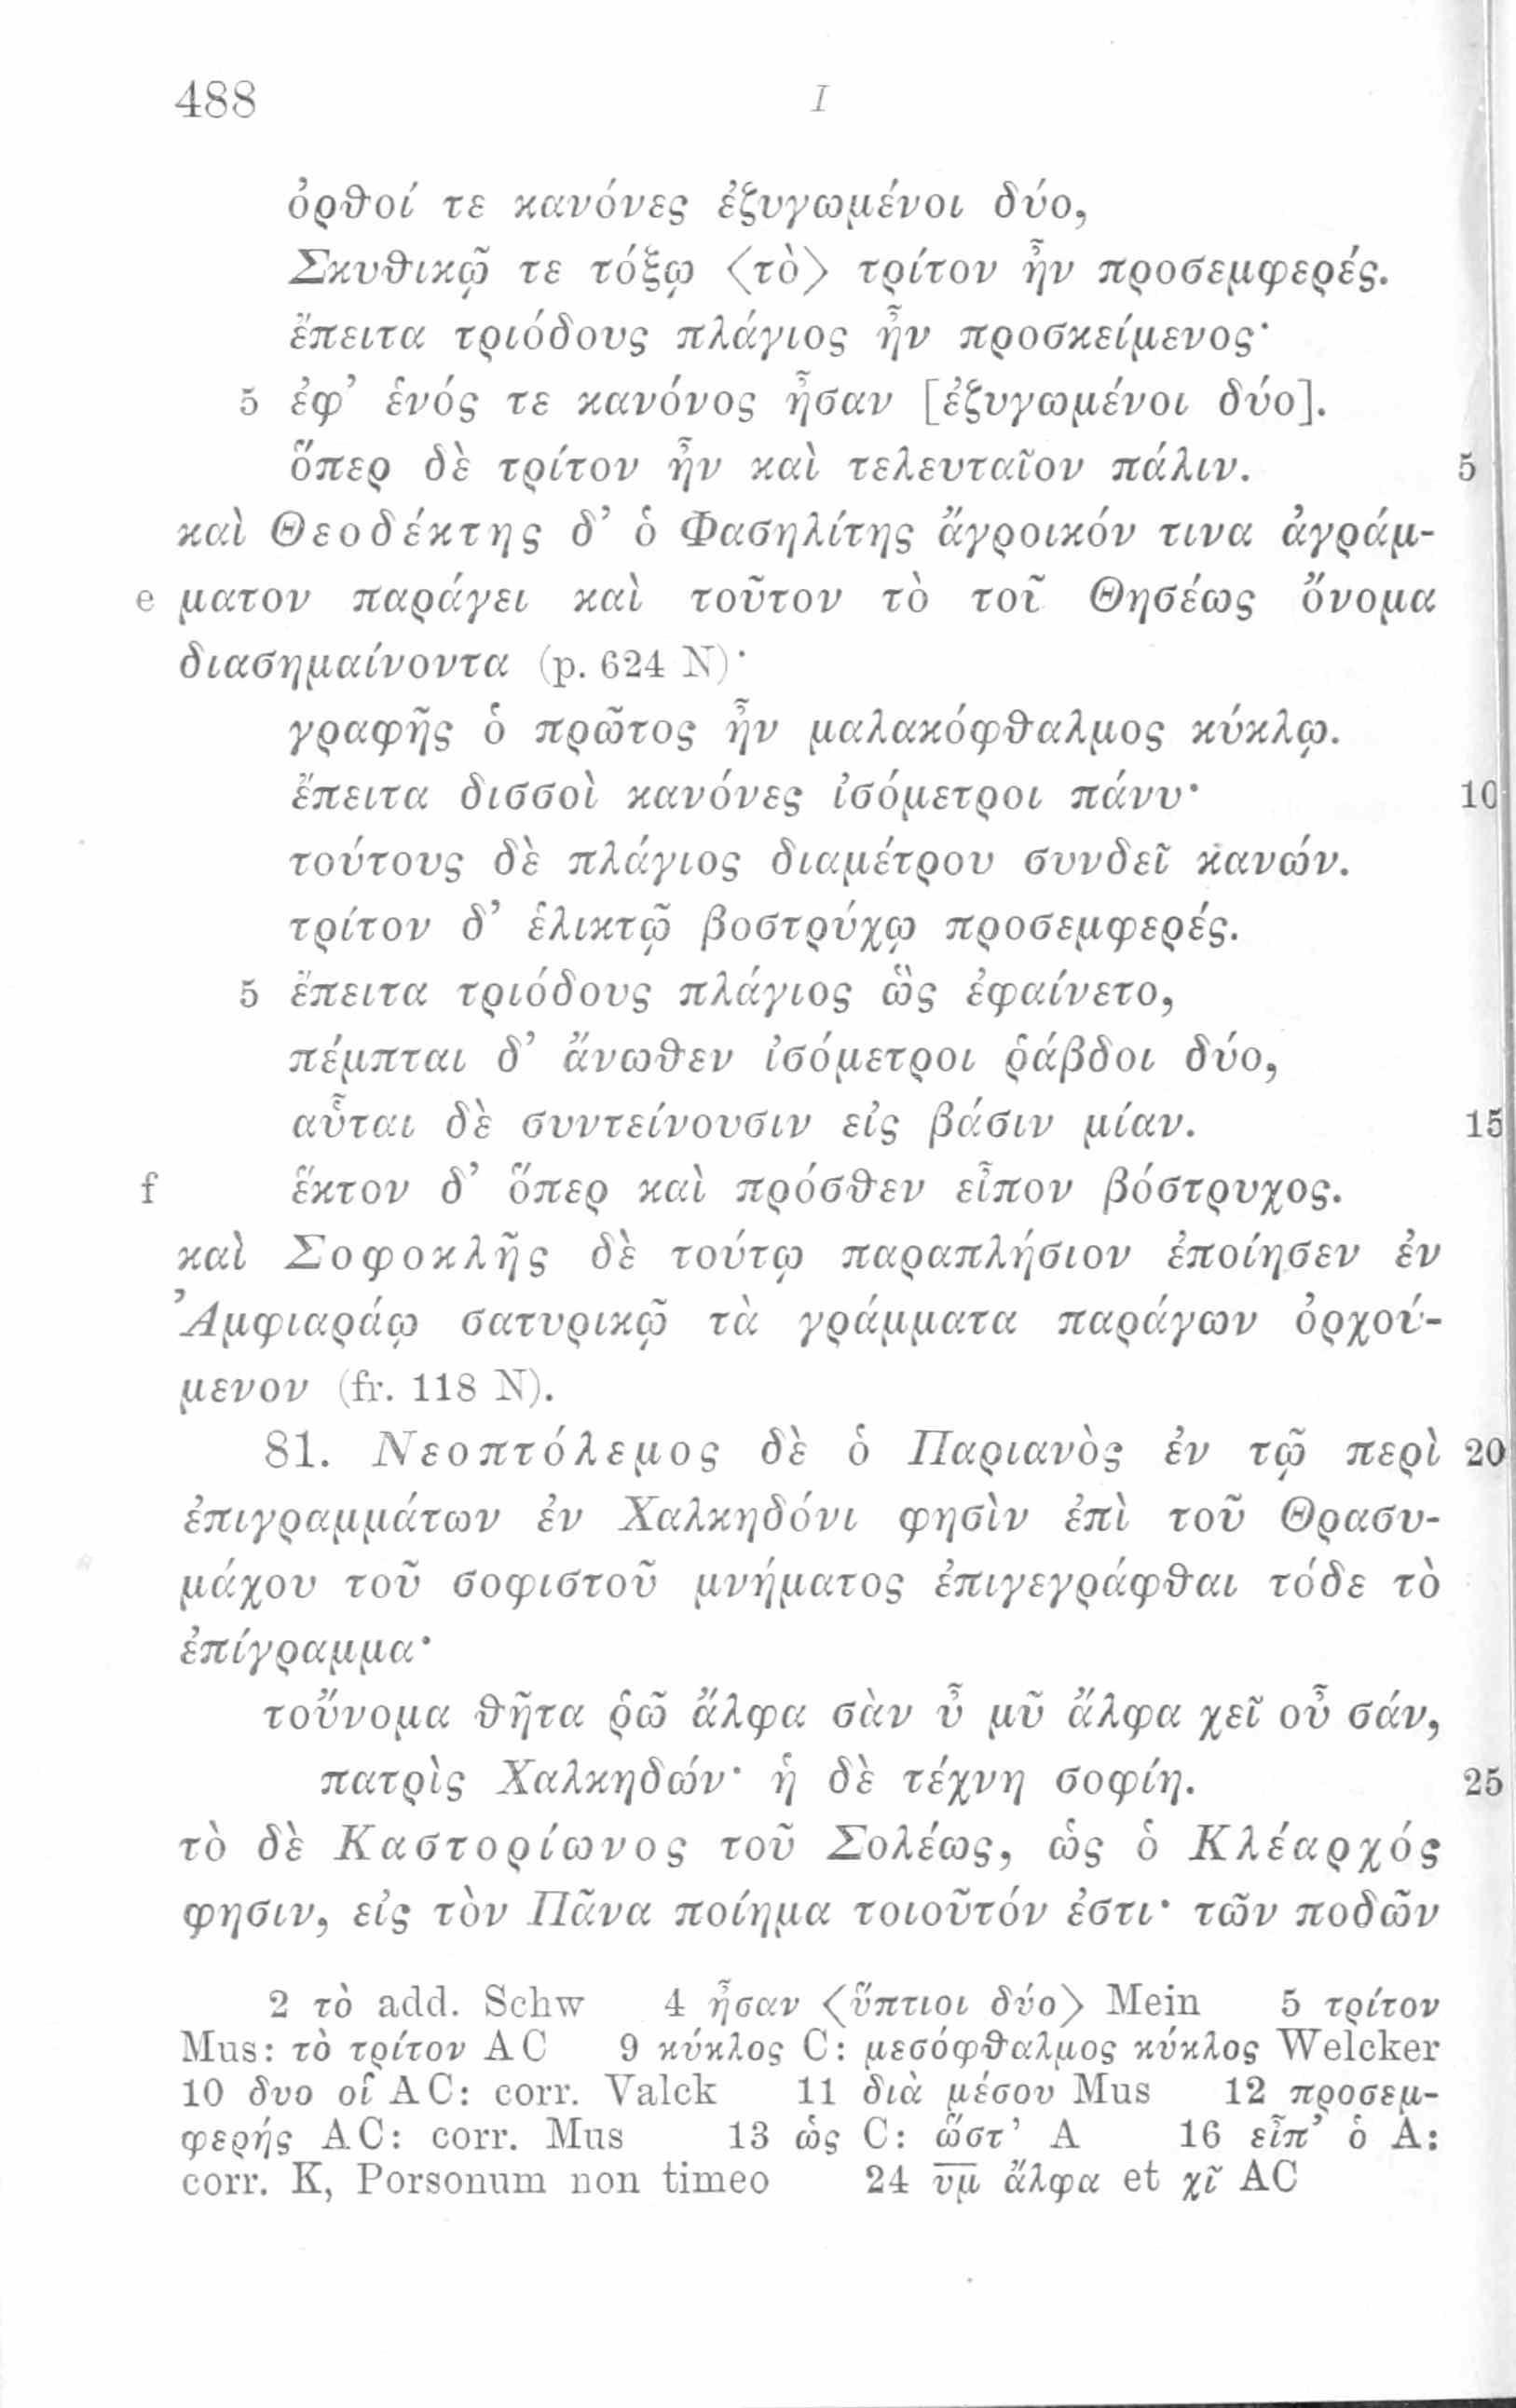 488 I
ὀρθοί τε κανόνες ἐζυγωμένοι δύο,
Σκυθικῷ τε τόξῳ ⟨τὸ⟩ τρίτον ἦν προσεμφερές.
ἔπειτα τριόδους πλάγιος ἦν προσκείμενος·
5 ἐφ’ ἑνός τε κανόνος ἦσαν [ἐζυγωμένοι δύο].
ὅπερ δὲ τρίτον ἦν καὶ τελευταῖον πάλιν. 5
καὶ Θεοδέκτης δ’ ὁ Φασηλίτης ἄγροικόν τινα ἀγράμ-
e ματον παράγει καὶ τοῦτον τὸ τοῦ Θησέως ὄνομα
διασημαίνοντα (p. 624 N)·
γραφῆς ὁ πρῶτος ἦν μαλακόφθαλμος κύκλῳ.
ἔπειτα δισσοὶ κανόνες ἰσόμετροι πάνυ· 10
τούτους δὲ πλάγιος διαμέτρου συνδεῖ κανών.
τρίτον δ’ ἑλικτῷ βοστρύχῳ προσεμφερές.
5 ἔπειτα τριόδους πλάγιος ὣς ἐφαίνετο,
πέμπται δ’ ἄνωθεν ἰσόμετροι ῥάβδοι δύο,
αὗται δὲ συντείνουσιν εἰς βάσιν μίαν. 15
f ἕκτον δ’ ὅπερ καὶ πρόσθεν εἶπον βόστρυχος.
καὶ Σοφοκλῆς δὲ τούτῳ παραπλήσιον ἐποίησεν ἐν
Ἀμφιαράῳ σατυρικῷ τὰ γράμματα παράγων ὀρχού-
μενον (fr. 118 N).
81. Νεοπτόλεμος δὲ ὁ Παριανὸς ἐν τῷ περὶ 20
ἐπιγραμμάτων ἐν Χαλκηδόνι φησὶν ἐπὶ τοῦ Θρασυ-
μάχου τοῦ σοφιστοῦ μνήματος ἐπιγεγράφθαι τόδε τὸ
ἐπίγραμμα·
τοὔνομα θῆτα ῥῶ ἄλφα σὰν ὖ μῦ ἄλφα χεῖ οὖ σάν,
πατρὶς Χαλκηδών· ἡ δὲ τέχνη σοφίη. 25
τὸ δὲ Καστορίωνος τοῦ Σολέως, ὡς ὁ Κλέαρχός
φησιν, εἰς τὸν Πᾶνα ποίημα τοιοῦτόν ἐστι· τῶν ποδῶν
2 τὸ add. Schw 4 ἦσαν ⟨ὕπτιοι δύο⟩ Mein 5 τρίτον
Mus: τὸ τρίτον AC 9 κύκλος C: μεσόφθαλμος κύκλος Welcker
10 δυο οἷ AC: corr. Valck 11 διὰ μέσου Mus 12 προσεμ-
φερής AC: corr. Mus 13 ὡς C: ὥστ’ A 16 εἶπ’ ὁ A:
corr. K, Porsonum non timeo 24 υ̅μ̅ ἄλφα et χῖ AC